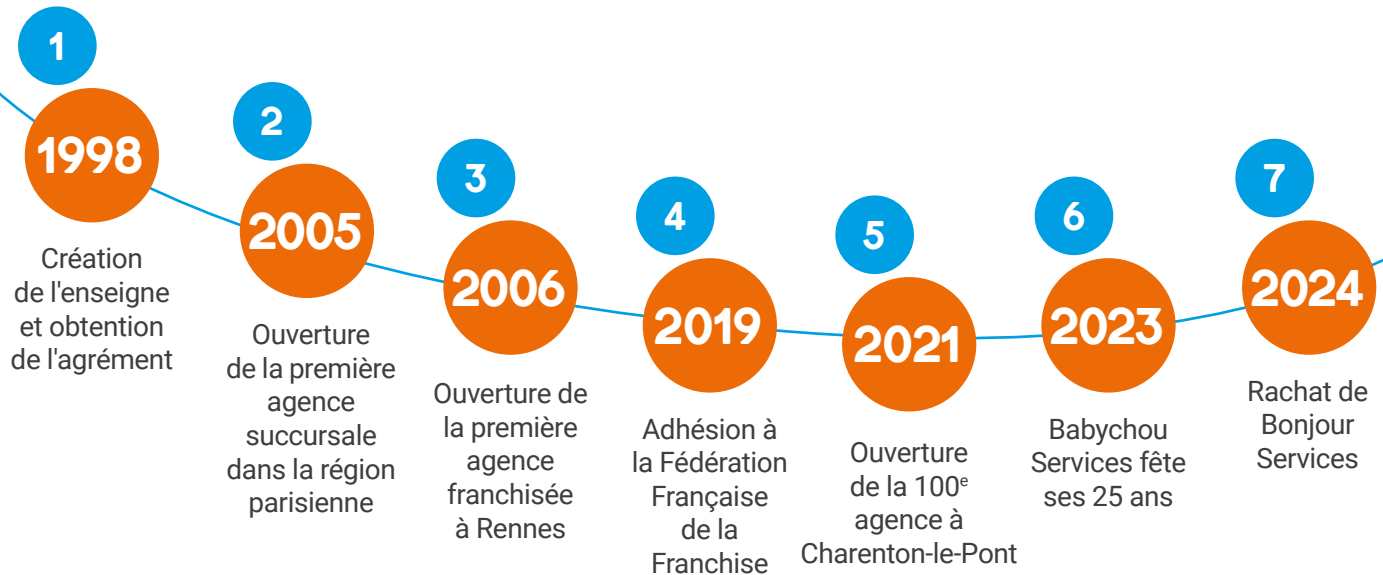 1
1998
Création
de l'enseigne
et obtention
de l'agrément
2
2005
Ouverture
de la première
agence
succursale
dans la région
parisienne
3
2006
Ouverture de
la première
agence
franchisée
à Rennes
4
2019
Adhésion à
la Fédération
Française
de la
Franchise
5
2021
Ouverture
de la 100e
agence à
Charenton-le-Pont
6
2023
Babychou
Services fête
ses 25 ans
7
2024
Rachat de
Bonjour
Services